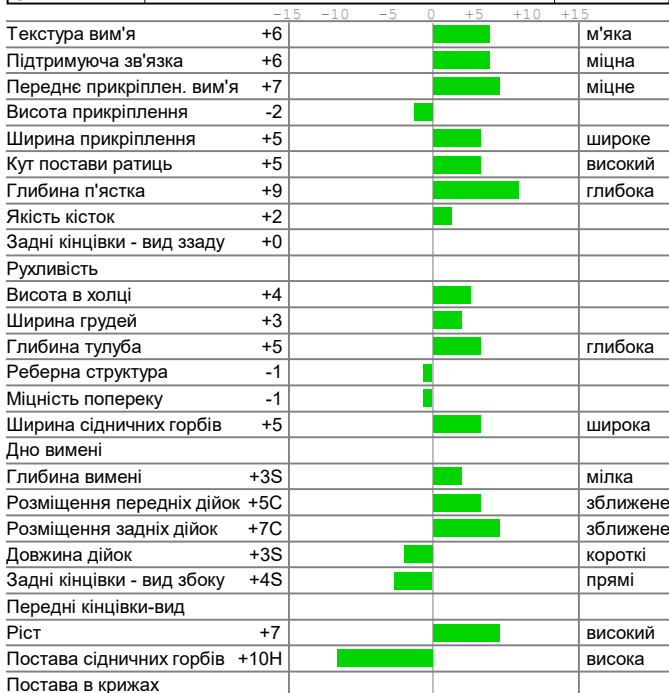 -15 -10 -5 0 +5 +10 +15
Текстура вим'я +6 м'яка
Підтримуюча зв'язка +6 міцна
Переднє прикріплен. вим'я +7 міцне
Висота прикріплення -2
Ширина прикріплення +5 широке
Кут постави ратиць +5 високий
Глибина п'ястка +9 глибока
Якість кісток +2
Задні кінцівки - вид ззаду +0
Рухливість
Висота в холці +4
Ширина грудей +3
Глибина тулуба +5 глибока
Реберна структура -1
Міцність попереку -1
Ширина сідничних горбів +5 широка
Дно вимені
Глибина вимені +3S мілка
Розміщення передніх дійок +5C зближене
Розміщення задніх дійок +7C зближене
Довжина дійок +3S короткі
Задні кінцівки - вид збоку +4S прямі
Передні кінцівки-вид
Ріст +7 високий
Постава сідничних горбів +10H висока
Постава в крижах